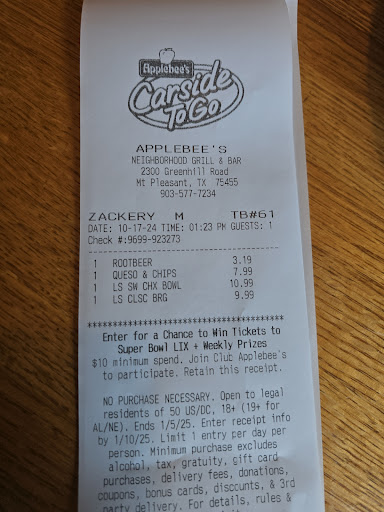 Applebee's
Carside
To Go
APPLEBEE'S
NEIGHBORHOOD GRILL & BAR
2300 Greenhill Road
Mt Pleasant, TX 75455
903-577-7234
ZACKERY M TB#61
DATE: 10-17-24 TIME: 01:23 PM GUESTS: 1
Check #:9699-923273
1 ROOTBEER 3.19
1 QUESO & CHIPS 7.99
1 LS SW CHX BOWL 10.99
1 LS CLSC BRG 9.99
Enter for a Chance to Win Tickets to
Super Bowl LIX + Weekly Prizes
$10 minimum spend. Join Club Applebee's
to participate. Retain this receipt.
NO PURCHASE NECESSARY. Open to legal
residents of 50 US/DC, 18+ (19+ for
AL/NE). Ends 1/5/25. Enter receipt info
by 1/10/25. Limit 1 entry per day per
person. Minimum purchase excludes
alcohol, tax, gratuity, gift card
purchases, delivery fees, donations,
coupons, bonus cards, discounts, & 3rd
party delivery. For details, rules &